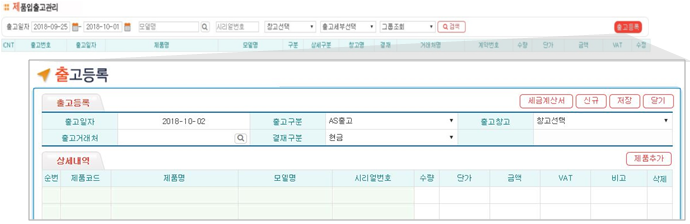 제품입출고관리
출고일자 2018-09-25 - 2018-10-01 모델명 시리얼번호 창고선택 출고세부선택 그룹조회 검색 출고등록
CNT 출고번호 출고일자 제품명 모델명 구분 상세구분 창고명 결재 거래처명 계약번호 수량 단가 금액 VAT 수정
출고등록
출고등록 세금계산서 신규 저장 닫기
출고일자 2018-10-02 출고구분 AS출고 출고창고 창고선택
출고거래처 결재구분 현금
상세내역 제품추가
순번 제품코드 제품명 모델명 시리얼번호 수량 단가 금액 VAT 비고 삭제